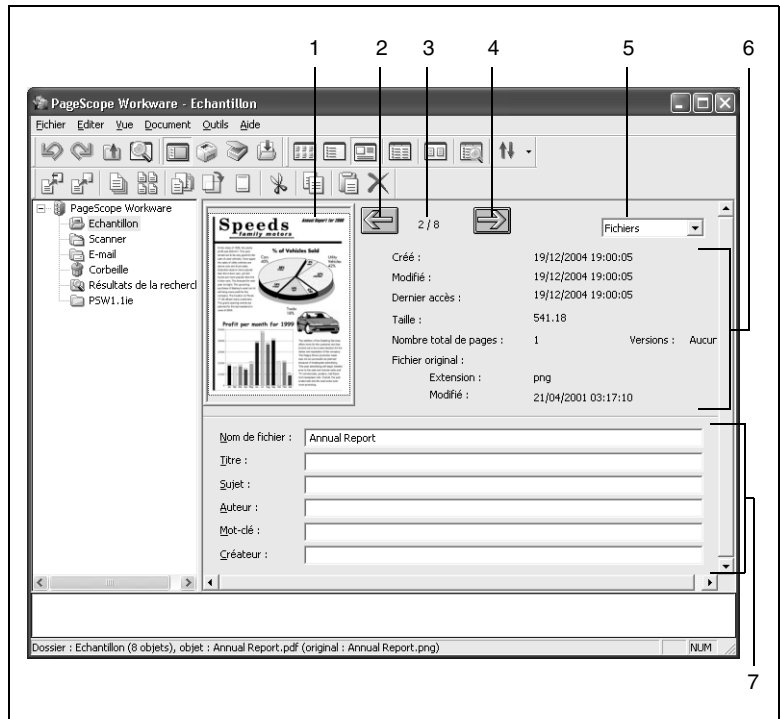 1 2 3 4 5 6
PageScope Workware - Echantillon
Fichier Editer Vue Document Outils Aide
PageScope Workware
Echantillon
Scanner
E-mail
Corbeille
Résultats de la recherc
PSW1.1ie
Speeds
family motors
Annual Report for 2000
% of Vehicles Sold
Profit per month for 1999
2 / 8
Fichiers
Créé : 19/12/2004 19:00:05
Modifié : 19/12/2004 19:00:05
Dernier accès : 19/12/2004 19:00:05
Taille : 541.18
Nombre total de pages : 1 Versions : Aucur
Fichier original :
Extension : png
Modifié : 21/04/2001 03:17:10
Nom de fichier : Annual Report
Titre :
Sujet :
Auteur :
Mot-clé :
Créateur :
Dossier : Echantillon (8 objets), objet : Annual Report.pdf (original : Annual Report.png) NUM
7